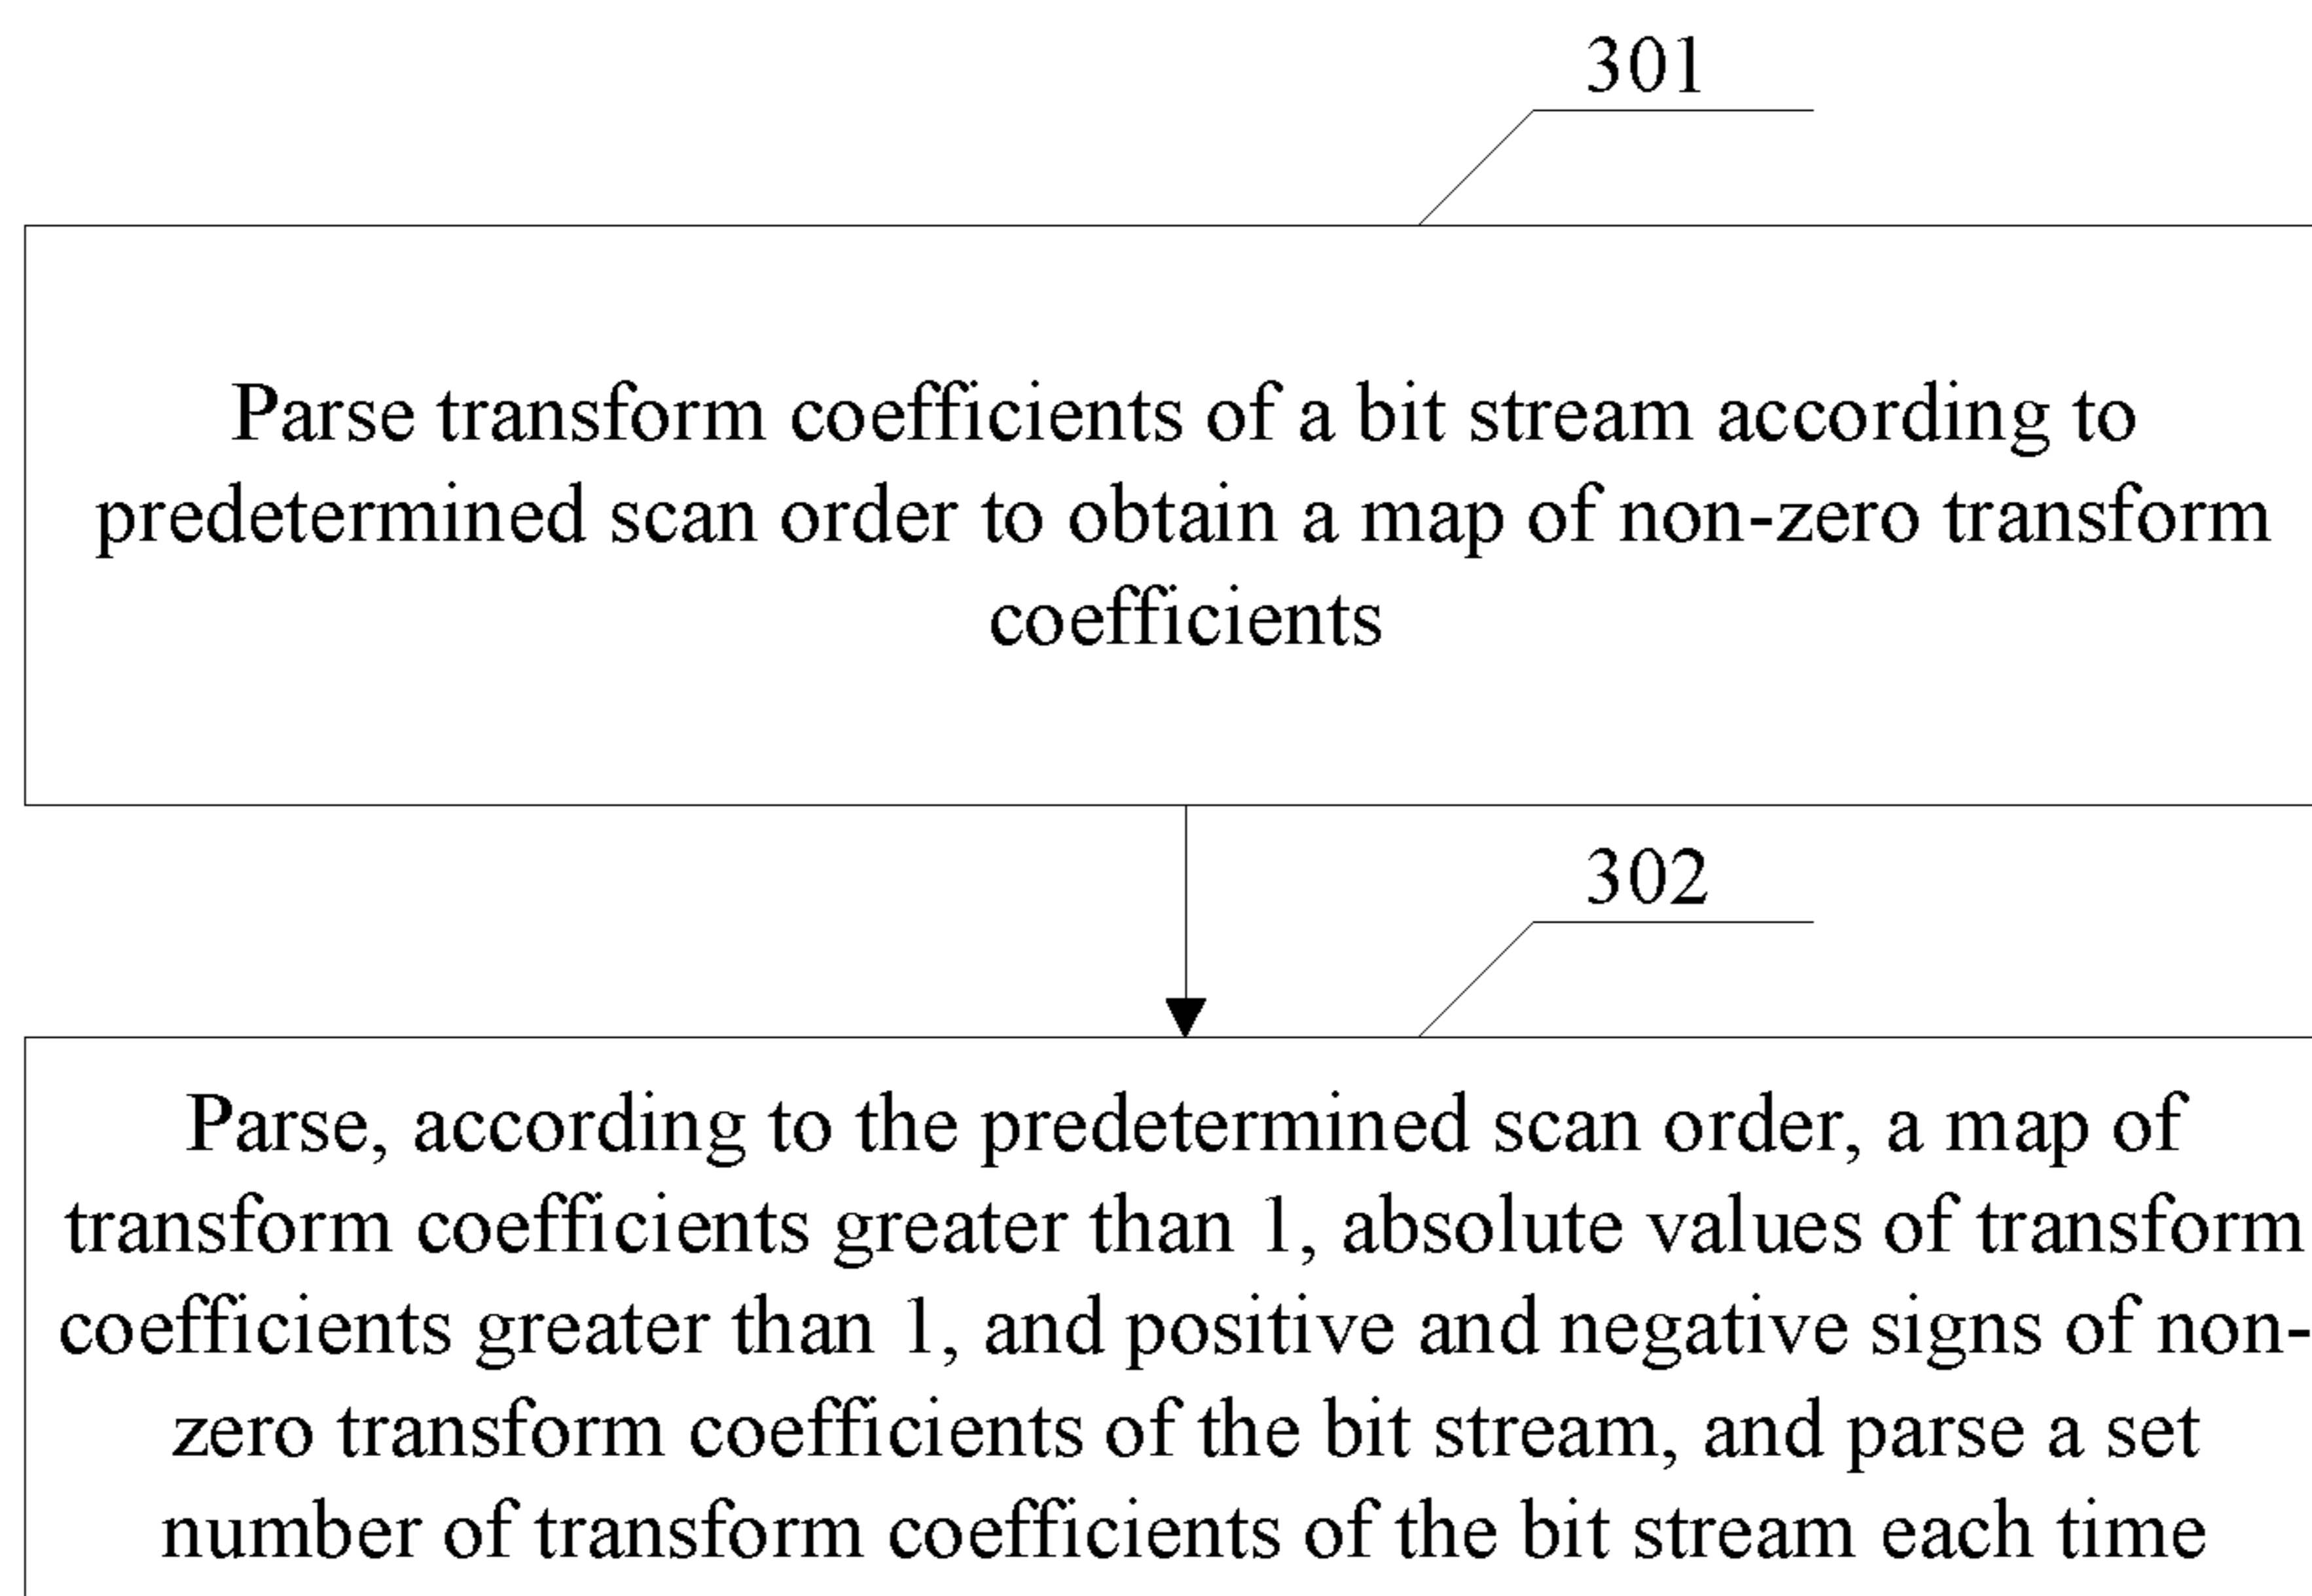 301
Parse transform coefficients of a bit stream according to
predetermined scan order to obtain a map of non-zero transform
coefficients
302
Parse, according to the predetermined scan order, a map of
transform coefficients greater than 1, absolute values of transform
coefficients greater than 1, and positive and negative signs of non-
zero transform coefficients of the bit stream, and parse a set
number of transform coefficients of the bit stream each time